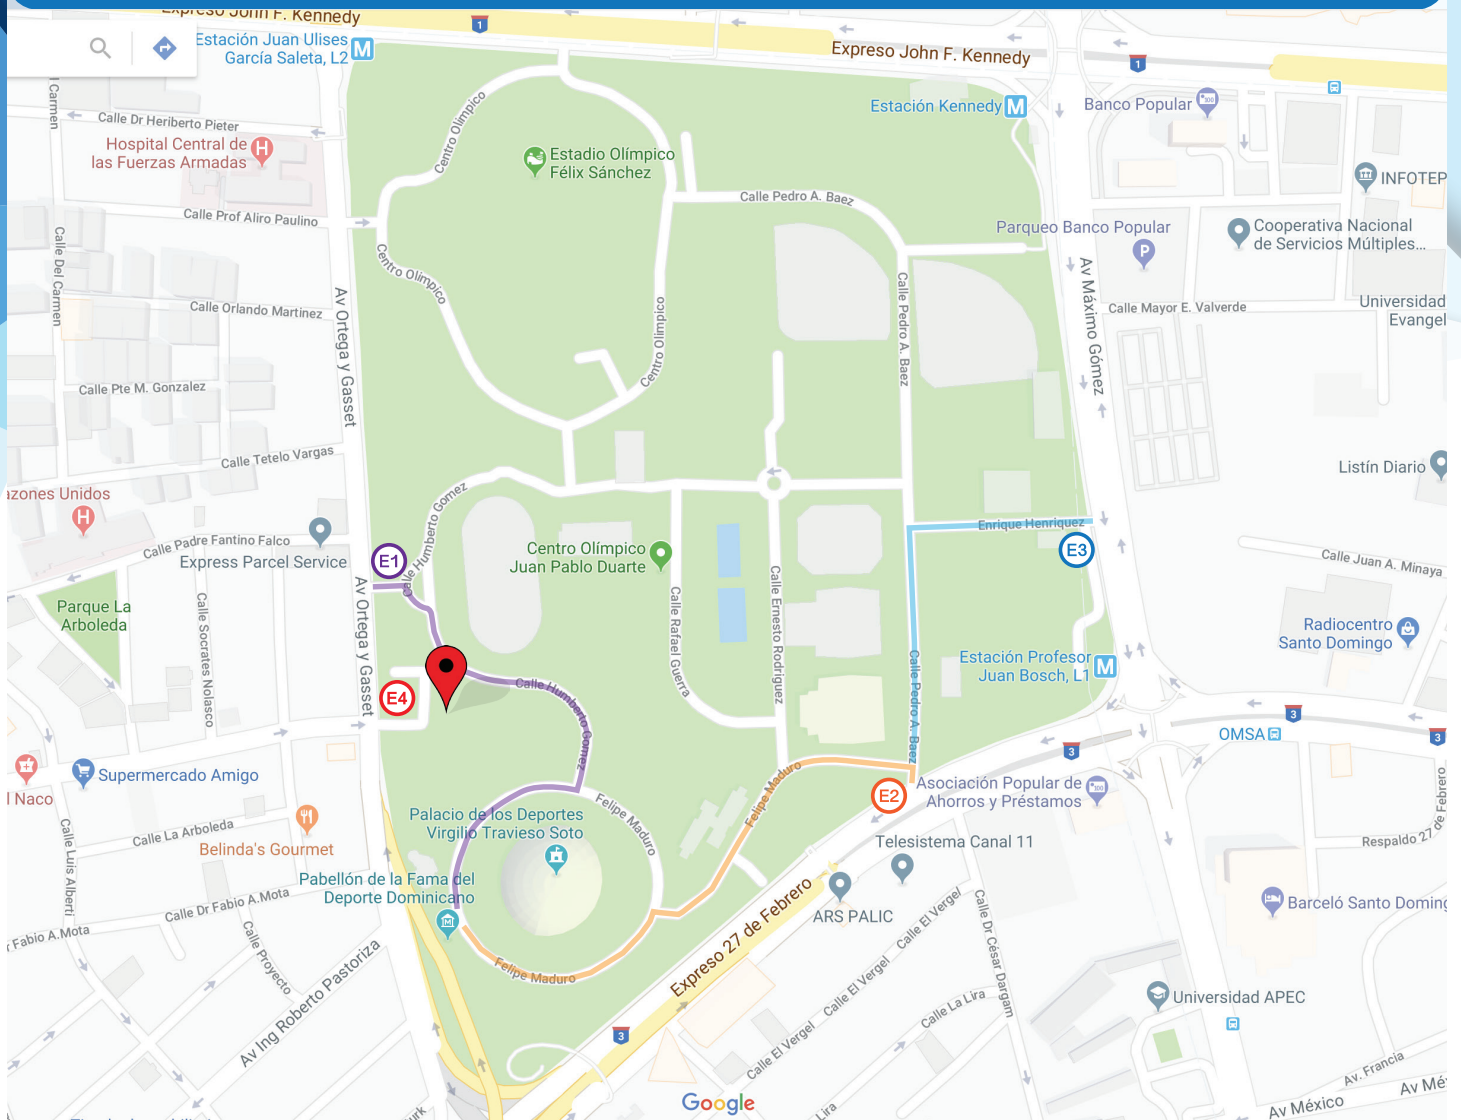 Expreso John F. Kennedy
1
Estación Juan Ulises
García Saleta, L2
M
Expreso John F. Kennedy
1
Carmen
Calle Dr Heriberto Pieter
Hospital Central de
las Fuerzas Armadas
H
Centro Olímpico
Estadio Olímpico
Félix Sánchez
Estación Kennedy
M
Banco Popular
INFOTEP
Calle Prof Aliro Paulino
Calle Pedro A. Baez
Parqueo Banco Popular
P
Cooperativa Nacional
de Servicios Múltiples...
Calle Del Carmen
Centro Olímpico
Calle Pedro A. Baez
Av Máximo Gómez
Calle Orlando Martinez
Av Ortega y Gasset
Centro Olímpico
Calle Mayor E. Valverde
Universidad
Evangel
Calle Pte M. Gonzalez
Calle Tetelo Vargas
Listín Diario
azones Unidos
H
Calle Humberto Gomez
Enrique Henriquez
E3
Calle Padre Fantino Falco
Express Parcel Service
E1
Centro Olímpico
Juan Pablo Duarte
Calle Juan A. Minaya
Parque La
Arboleda
Calle Socrates Nolasco
Av Ortega y Gasset
Calle Rafael Guerra
Calle Ernesto Rodriguez
Radiocentro
Santo Domingo
Estación Profesor
Juan Bosch, L1
M
E4
Calle Humberto Gomez
Calle Pedro A. Baez
3
OMSA
3
3
Supermercado Amigo
l Naco
Felipe Maduro
E2
Asociación Popular de
Ahorros y Préstamos
Calle La Arboleda
Belinda's Gourmet
Palacio de los Deportes
Virgilio Travieso Soto
Felipe Maduro
Telesistema Canal 11
Respaldo 27 de Febrero
Calle Luis Alberti
Pabellón de la Fama del
Deporte Dominicano
ARS PALIC
Barceló Santo Doming
Calle Dr Fabio A.Mota
r Fabio A.Mota
Calle Proyecto
Expreso 27 de Febrero
Calle El Vergel
Calle Dr César Dargam
Felipe Maduro
Av Ing Roberto Pastoriza
Calle El Vergel
Calle La Lira
Universidad APEC
3
Calle El Vergel
Av. Francia
Google
Lira
Av México
Av Mé